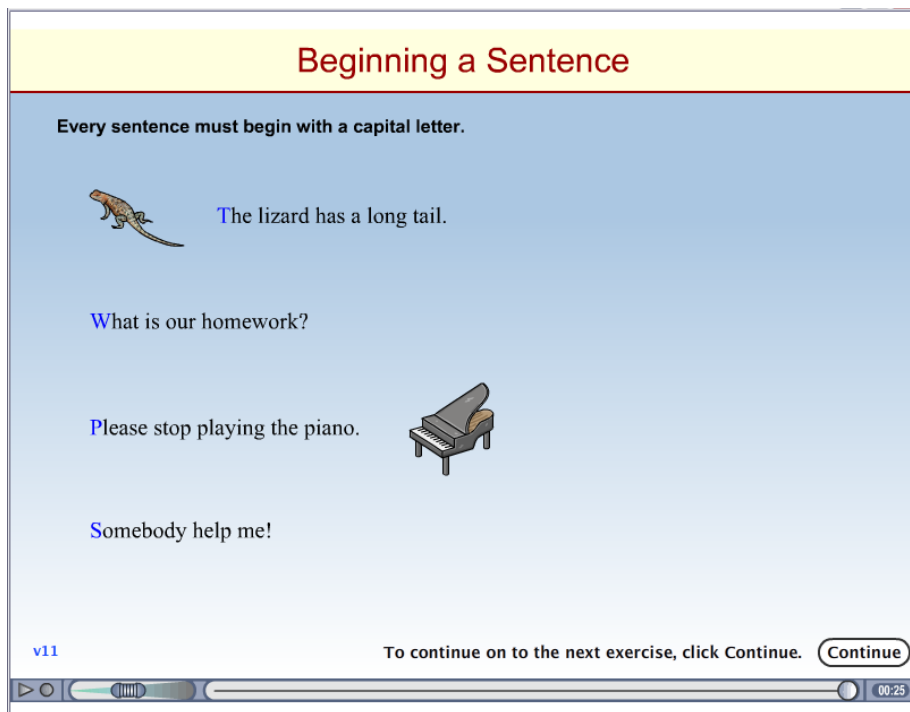 Beginning a Sentence
Every sentence must begin with a capital letter.
The lizard has a long tail.
What is our homework?
Please stop playing the piano.
Somebody help me!
v11
To continue on to the next exercise, click Continue.
Continue
00:25